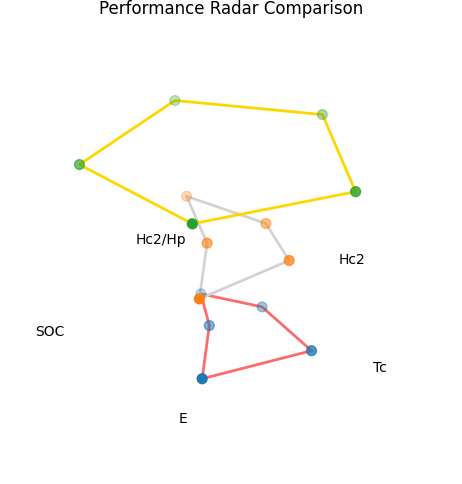 Performance Radar Comparison
Hc2/Hp
Hc2
SOC
Tc
E